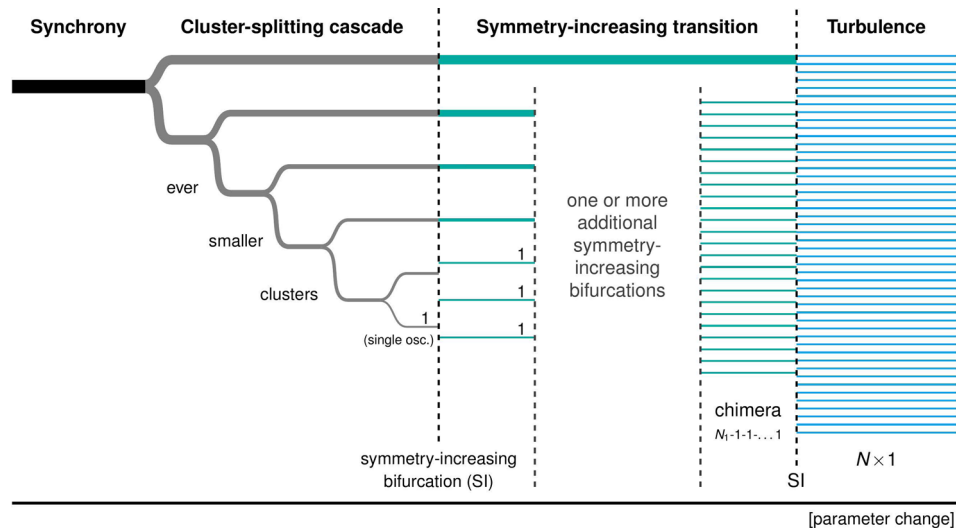 Synchrony
Cluster-splitting cascade
Symmetry-increasing transition
Turbulence
ever
smaller
clusters
1
(single osc.)
1
1
1
one or more
additional
symmetry-
increasing
bifurcations
chimera
N₁-1-1-...1
symmetry-increasing
bifurcation (SI)
SI
N×1
[parameter change]